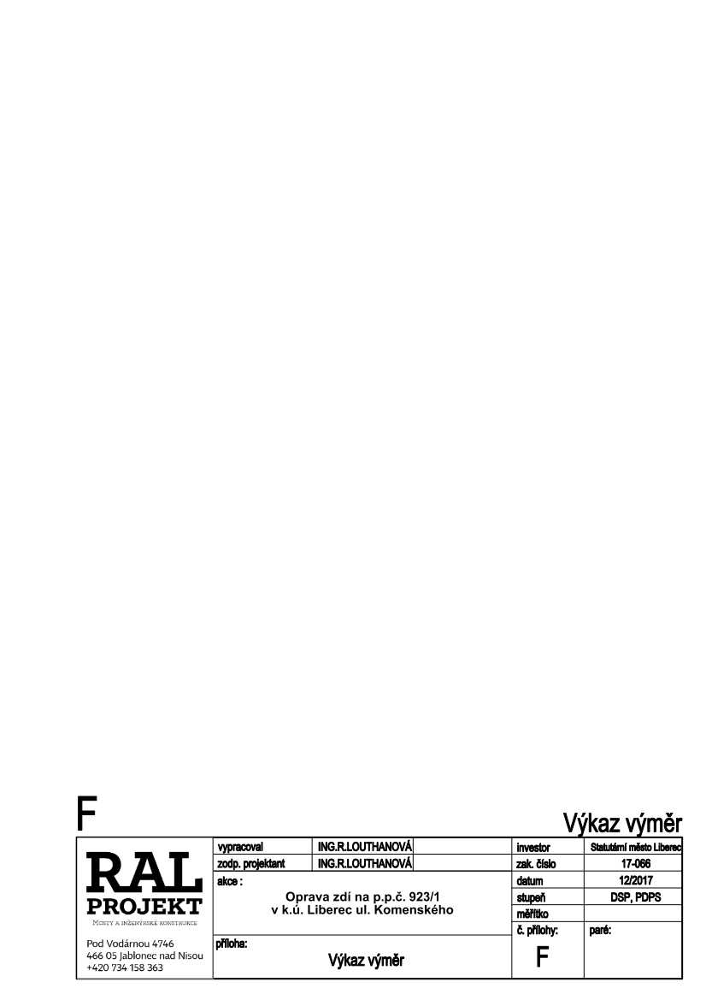 F
Výkaz výměr
RAL
PROJEKT
MOSTY A INŽENÝRSKÉ KONSTRUKCE
Pod Vodárnou 4746
466 05 Jablonec nad Nisou
+420 734 158 363
vypracoval ING.R.LOUTHANOVÁ
zodp. projektant ING.R.LOUTHANOVÁ
akce :
Oprava zdí na p.p.č. 923/1
v k.ú. Liberec ul. Komenského
příloha:
Výkaz výměr
investor Statutární město Liberec
zak. číslo 17-066
datum 12/2017
stupeň DSP, PDPS
měřítko
č. přílohy: paré:
F